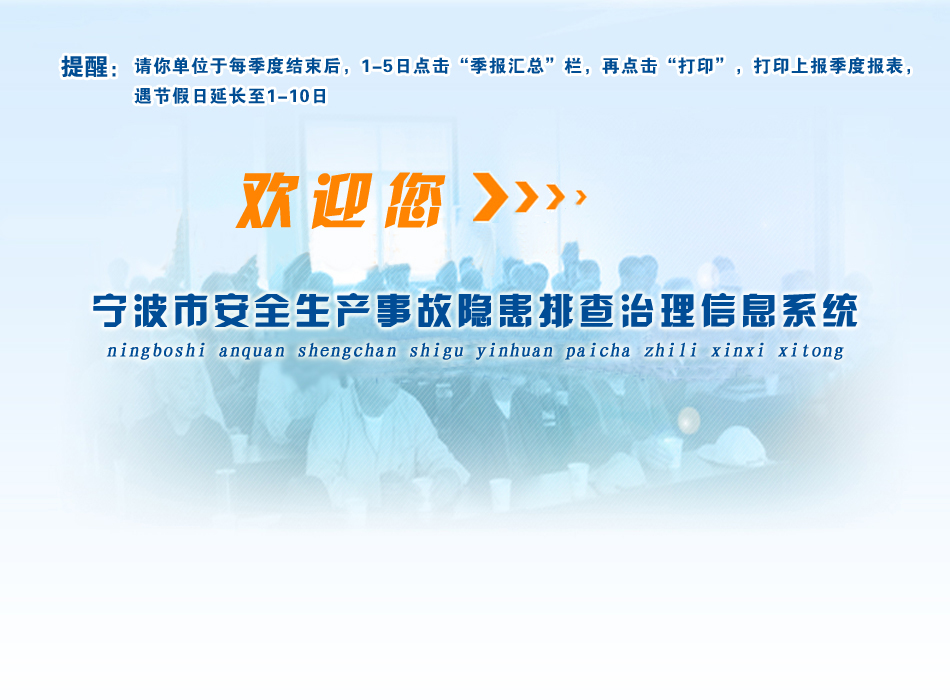 提醒：请你单位于每季度结束后，1-5日点击“季报汇总”栏，再点击“打印”，打印上报季度报表，
遇节假日延长至1-10日
欢迎您
宁波市安全生产事故隐患排查治理信息系统
ningboshi anquan shengchan shigu yinhuan paicha zhili xinxi xitong